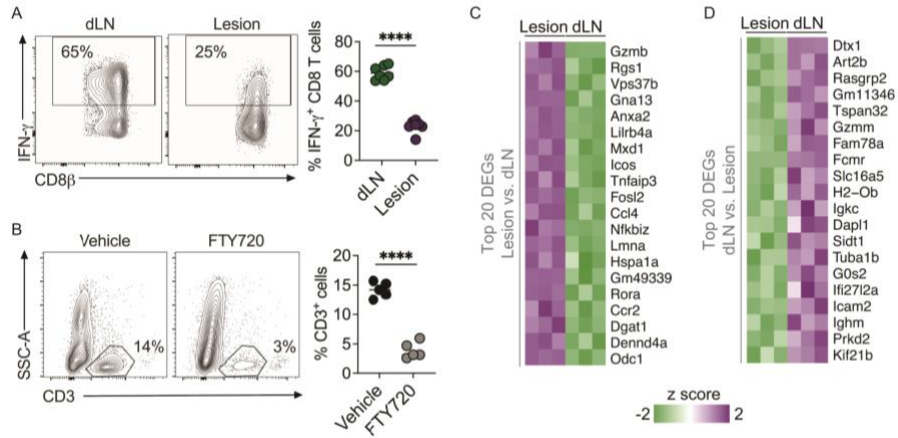 A
dLN
Lesion
65%
25%
IFN-γ
CD8β
% IFN-γ+ CD8 T cells
80
60
40
20
0
****
dLN
Lesion
B
Vehicle
FTY720
14%
3%
SSC-A
CD3
% CD3+ cells
20
15
10
5
0
****
Vehicle
FTY720
C
Lesion dLN
Top 20 DEGs
Lesion vs. dLN
Gzmb
Rgs1
Vps37b
Gna13
Anxa2
Lilrb4a
Mxd1
Icos
Tnfaip3
Fosl2
Ccl4
Nfkbiz
Lmna
Hspa1a
Gm49339
Rora
Ccr2
Dgat1
Dennd4a
Odc1
D
Lesion dLN
Top 20 DEGs
dLN vs. Lesion
Dtx1
Art2b
Rasgrp2
Gm11346
Tspan32
Gzmm
Fam78a
Fcmr
Slc16a5
H2-Ob
Igkc
Dapl1
Sidt1
Tuba1b
G0s2
Ifi27l2a
Icam2
Ighm
Prkd2
Kif21b
z score
-2 2